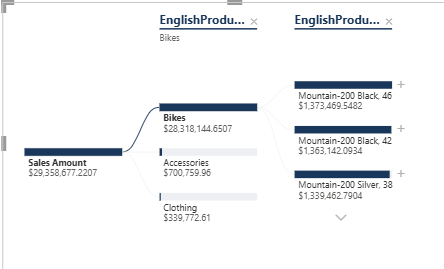 EnglishProdu... ×
EnglishProdu... ×
Bikes
Mountain-200 Black, 46
$1,373,469.5482
Bikes
$28,318,144.6507
Mountain-200 Black, 42
$1,363,142.0934
Sales Amount
$29,358,677.2207
Accessories
$700,759.96
Mountain-200 Silver, 38
$1,339,462.7904
Clothing
$339,772.61